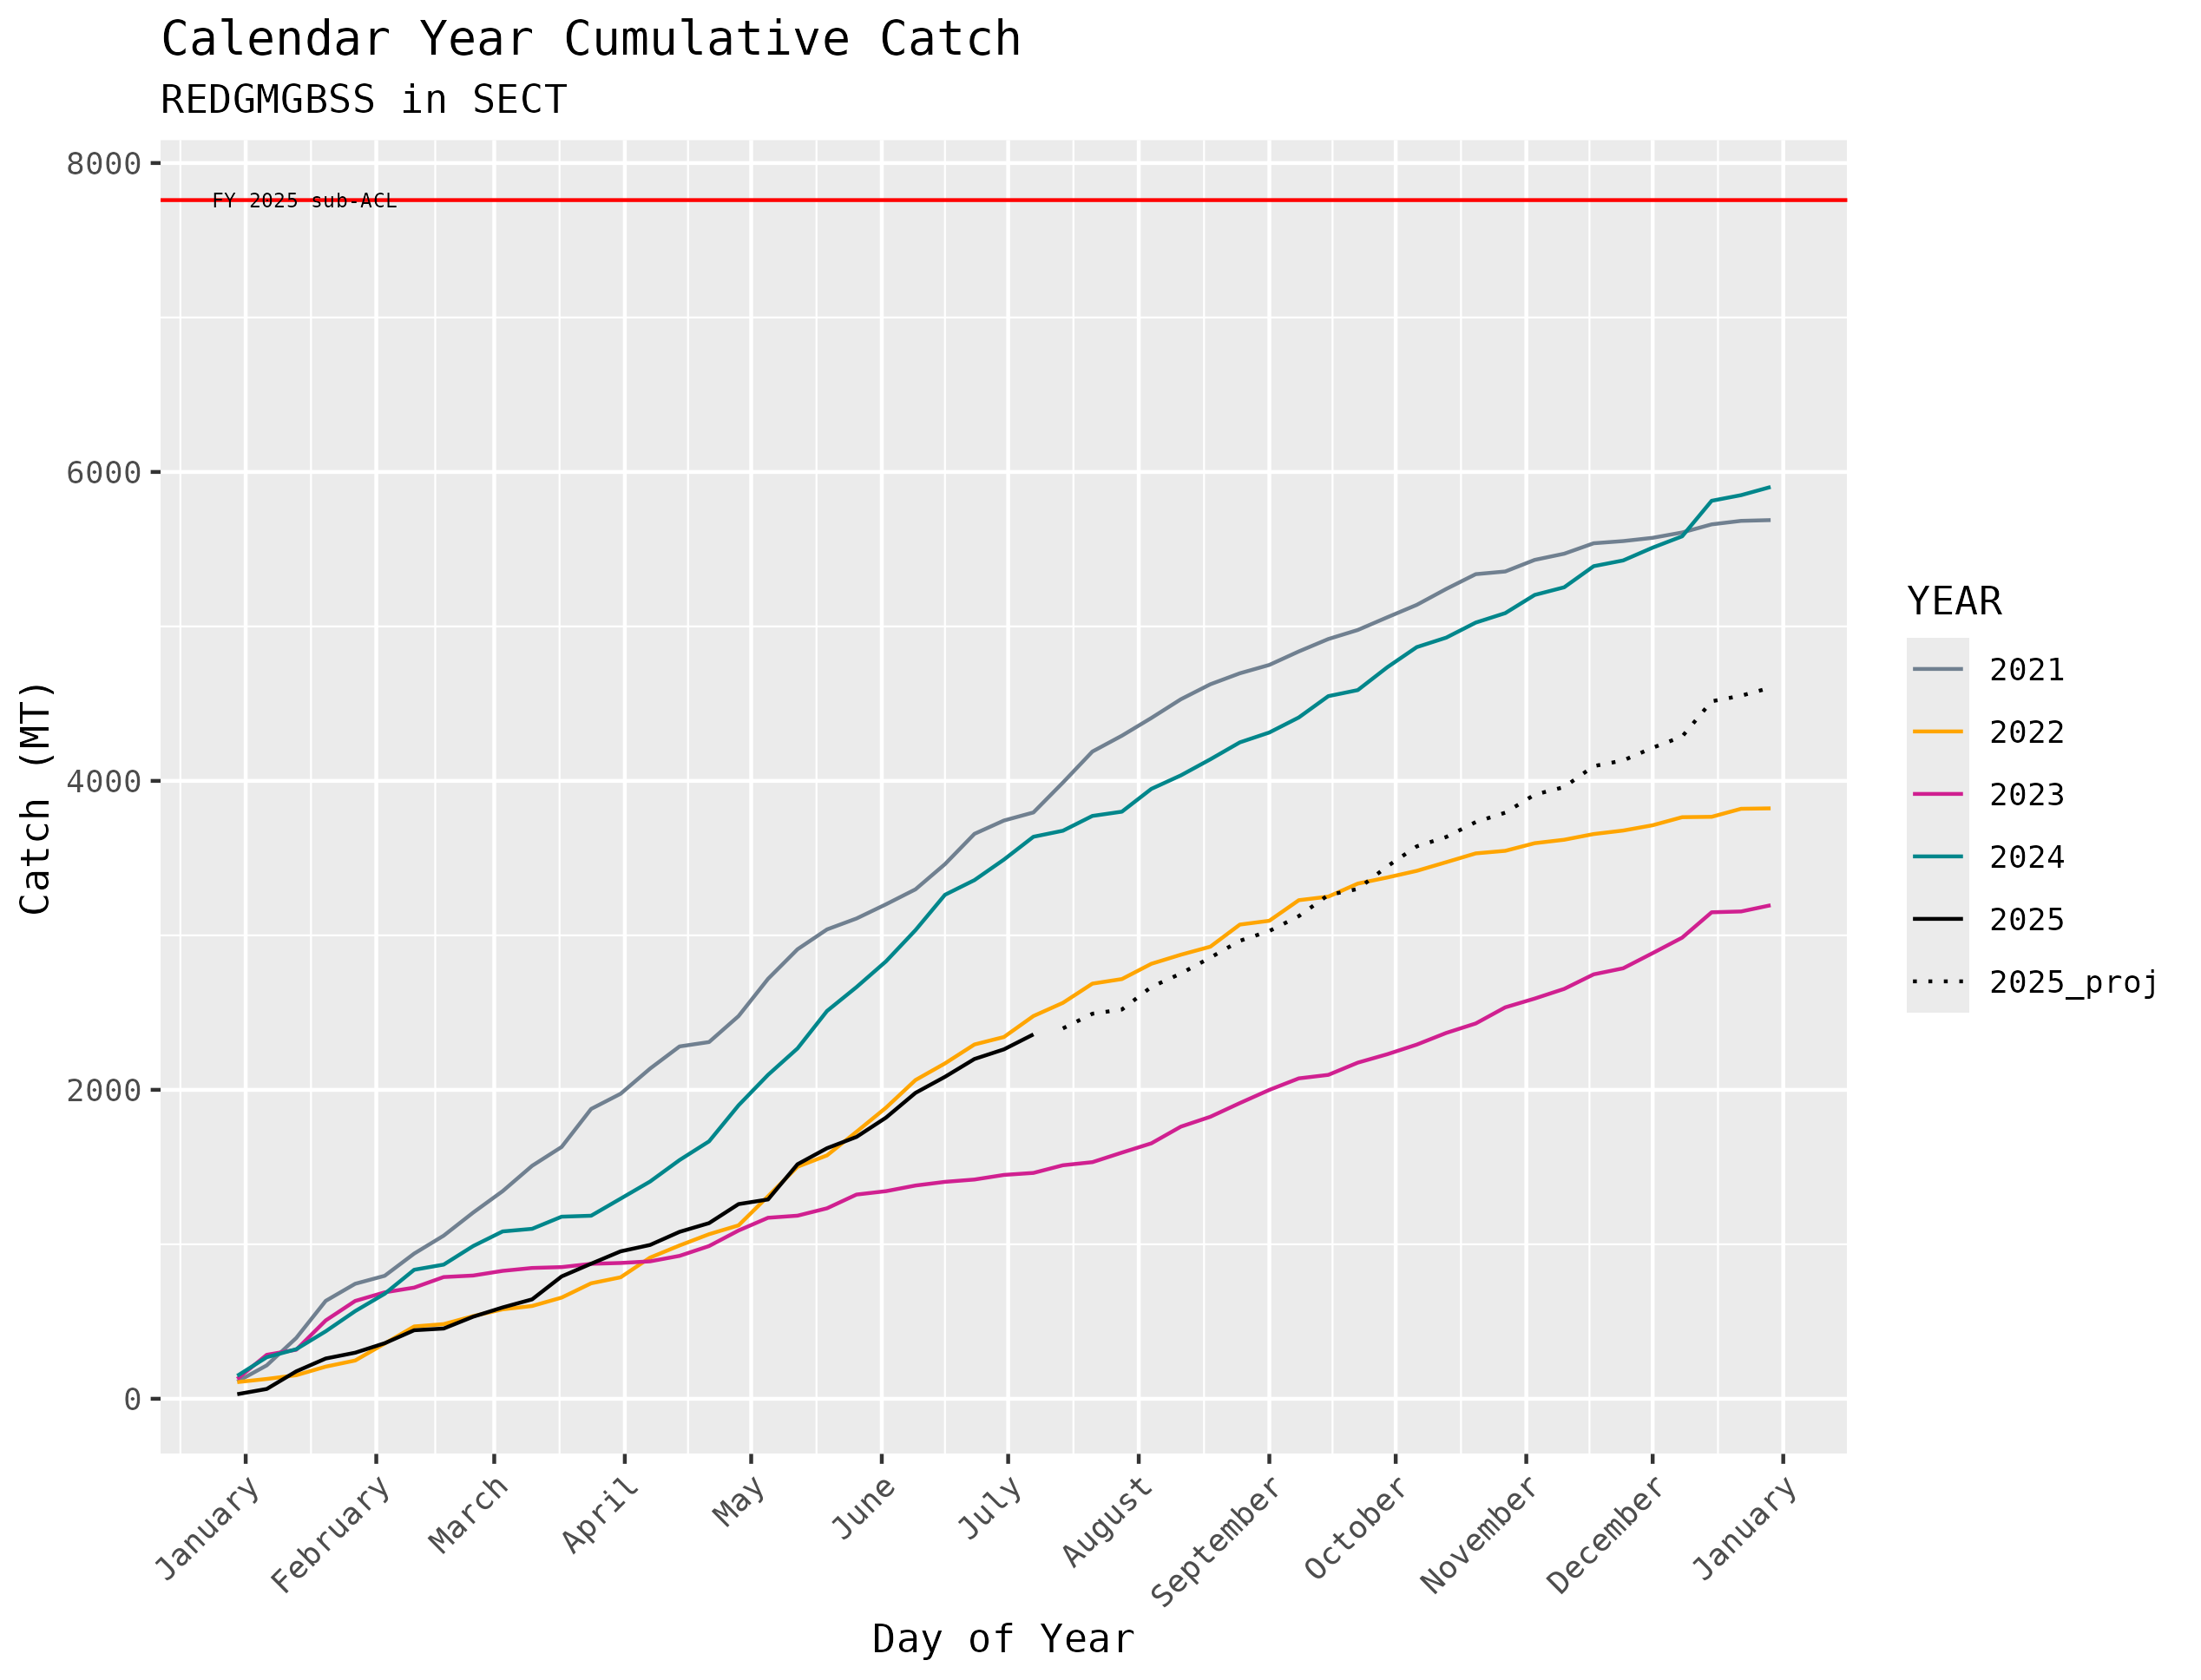 Calendar Year Cumulative Catch
REDGMGBSS in SECT
8000
FY 2025 sub-ACL
6000
4000
2000
0
Catch (MT)
January
February
March
April
May
June
July
August
September
October
November
December
January
Day of Year
YEAR
2021
2022
2023
2024
2025
2025_proj